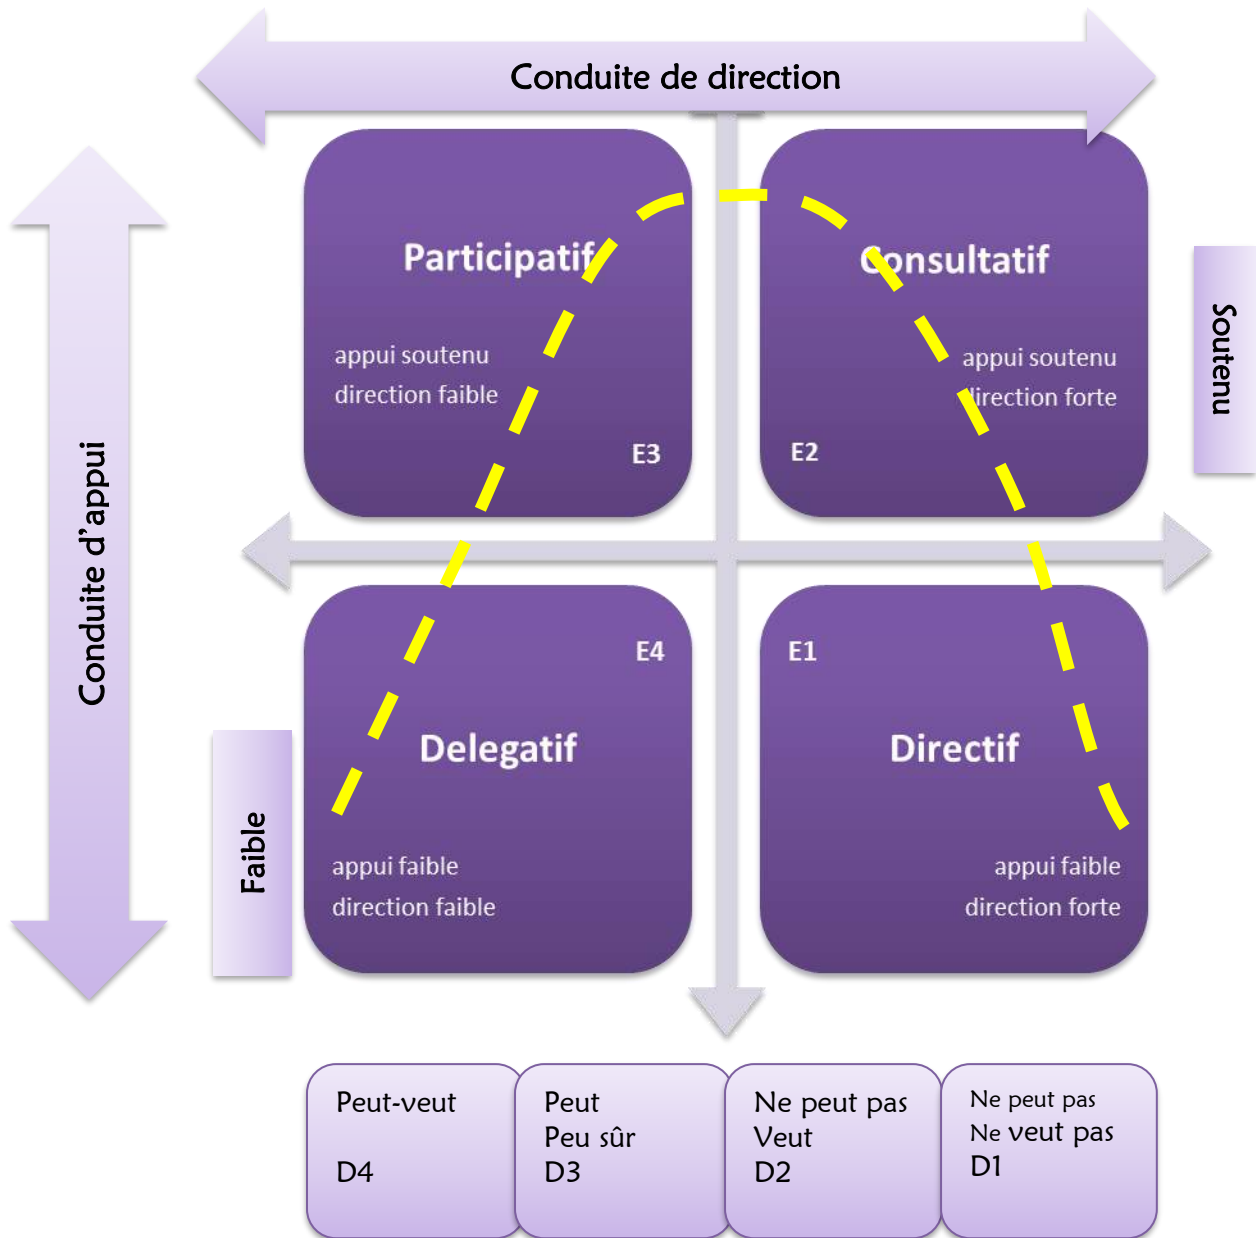 Conduite de direction
Conduite d'appui
Participatif
appui soutenu
direction faible
E3
Consultatif
appui soutenu
direction forte
E2
Soutenu
Faible
E4
Delegatif
appui faible
direction faible
E1
Directif
appui faible
direction forte
Peut-veut
D4
Peut
Peu sûr
D3
Ne peut pas
Veut
D2
Ne peut pas
Ne veut pas
D1